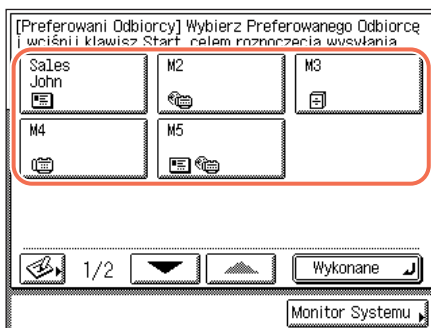 [Preferowani Odbiorcy] Wybierz Preferowanego Odbiorcę
i wciśnij klawisz Start, celem rozpoczęcia wysyłania
Sales
John
M2
M3
M4
M5
1/2
Wykonane
Monitor Systemu